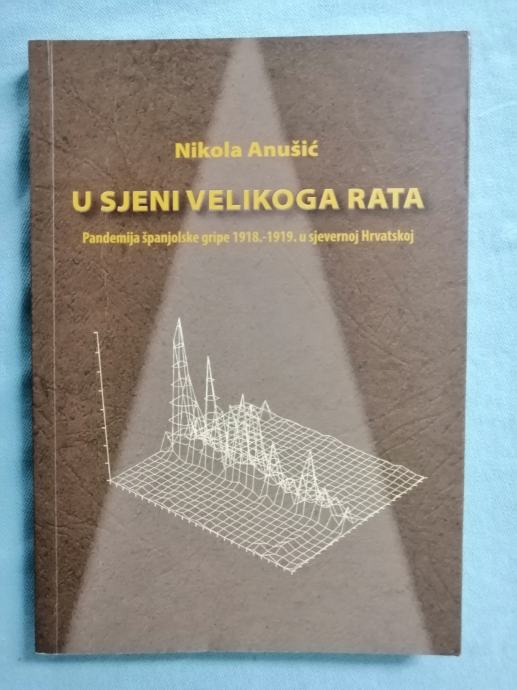 Nikola Anušić
U SJENI VELIKOGA RATA
Pandemija španjolske gripe 1918.-1919. u sjevernoj Hrvatskoj